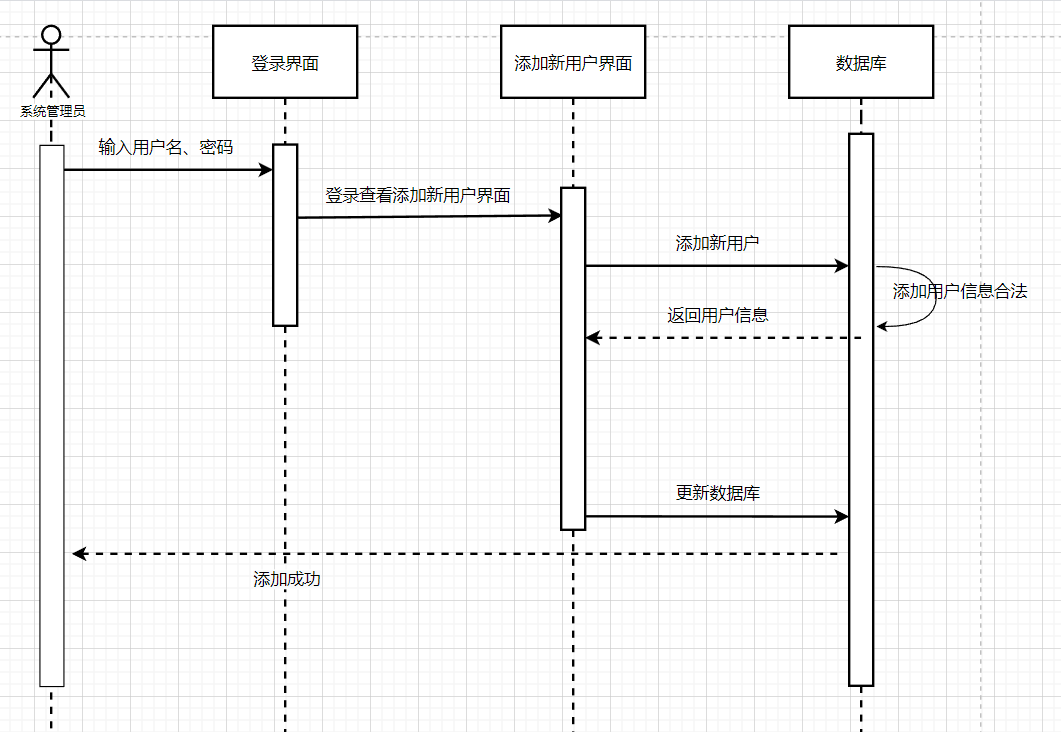 登录界面
添加新用户界面
数据库
系统管理员
输入用户名、密码
登录查看添加新用户界面
添加新用户
添加用户信息合法
返回用户信息
更新数据库
添加成功